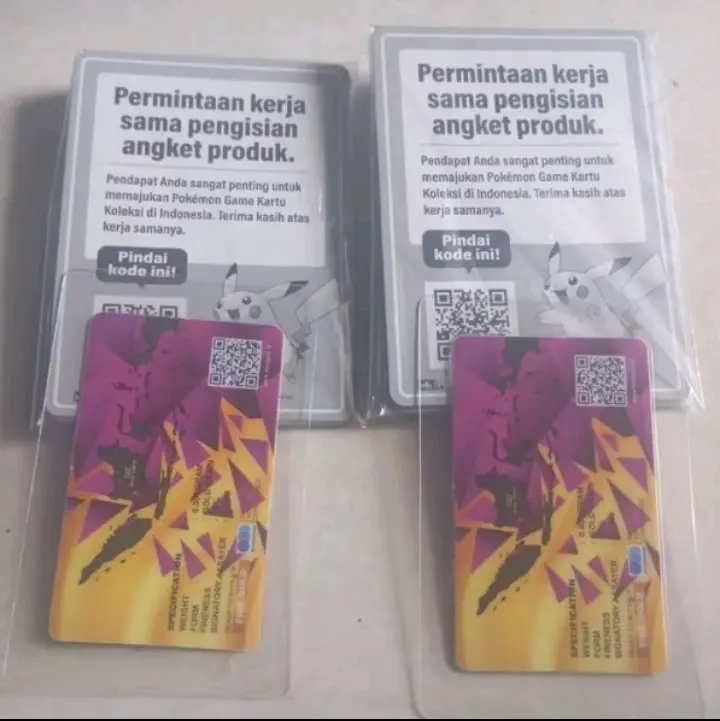 Permintaan kerja
sama pengisian
angket produk.
Pendapat Anda sangat penting untuk
memajukan Pokémon Game Kartu
Koleksi di Indonesia. Terima kasih atas
kerja samanya.
Pindai
kode ini!
SPECIFICATION
WEIGHT
FORM
FINENESS
SIGNATORY ASSAYER
FINE GOLD
Permintaan kerja
sama pengisian
angket produk.
Pendapat Anda sangat penting untuk
memajukan Pokémon Game Kartu
Koleksi di Indonesia. Terima kasih atas
kerja samanya.
Pindai
kode ini!
SPECIFICATION
WEIGHT
FORM
FINENESS
SIGNATORY ASSAYER